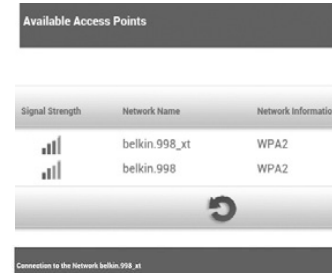 Available Access Points
Signal Strength Network Name Network Informatio
belkin.998_xt WPA2
belkin.998 WPA2
Connection to the Network belkin.998_xt